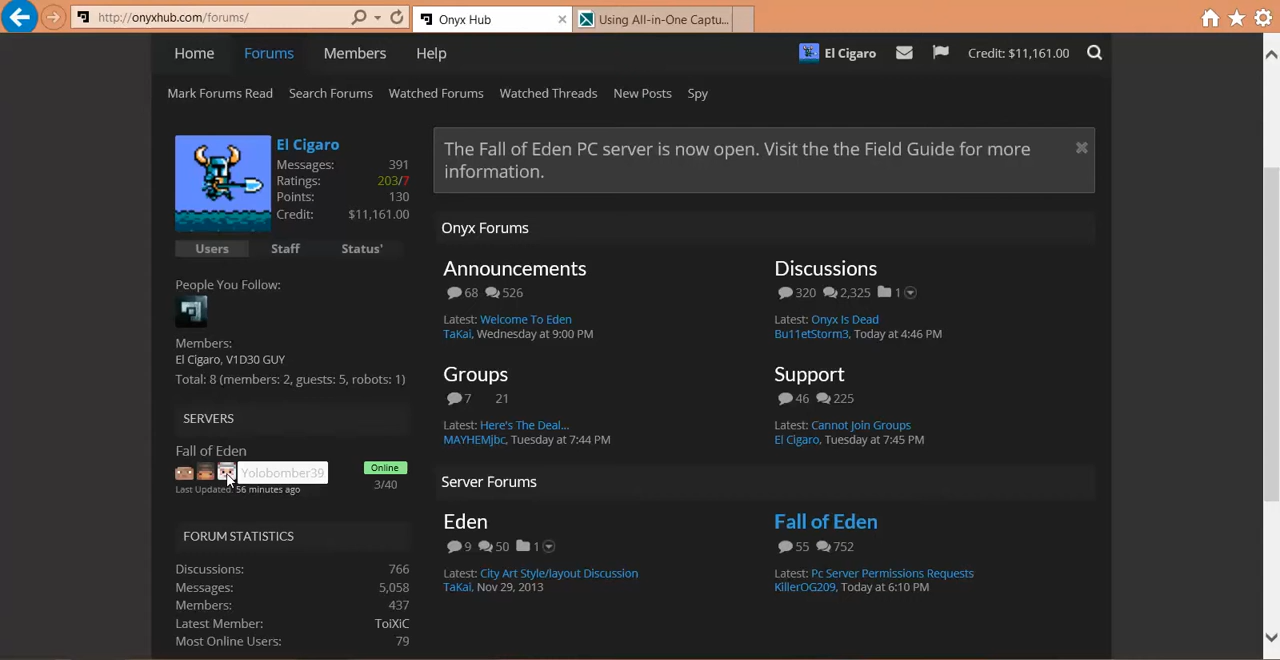 http://onyxhub.com/forums/
Onyx Hub
Using All-in-One Captu...
Home Forums Members Help
El Cigaro Credit: $11,161.00
Mark Forums Read Search Forums Watched Forums Watched Threads New Posts Spy
El Cigaro
Messages: 391
Ratings: 203/7
Points: 130
Credit: $11,161.00
Users Staff Status'
People You Follow:
Members:
El Cigaro, V1D30 GUY
Total: 8 (members: 2, guests: 5, robots: 1)
SERVERS
Fall of Eden
Yolobomber39
Online
3/40
Last Updated: 56 minutes ago
FORUM STATISTICS
Discussions: 766
Messages: 5,058
Members: 437
Latest Member: ToiXiC
Most Online Users: 79
The Fall of Eden PC server is now open. Visit the the Field Guide for more
information.
Onyx Forums
Announcements
68 526
Latest: Welcome To Eden
TaKai, Wednesday at 9:00 PM
Discussions
320 2,325 1
Latest: Onyx Is Dead
Bu11etStorm3, Today at 4:46 PM
Groups
7 21
Latest: Here's The Deal...
MAYHEMjbc, Tuesday at 7:44 PM
Support
46 225
Latest: Cannot Join Groups
El Cigaro, Tuesday at 7:45 PM
Server Forums
Eden
9 50 1
Latest: City Art Style/layout Discussion
TaKai, Nov 29, 2013
Fall of Eden
55 752
Latest: Pc Server Permissions Requests
KillerOG209, Today at 6:10 PM